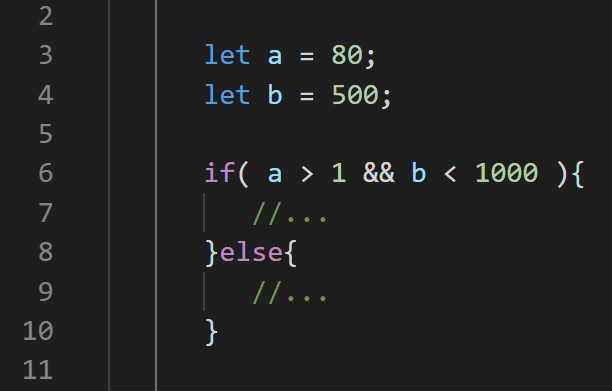 2
3 let a = 80;
4 let b = 500;
5
6 if( a > 1 && b < 1000 ){
7 //...
8 }else{
9 //...
10 }
11